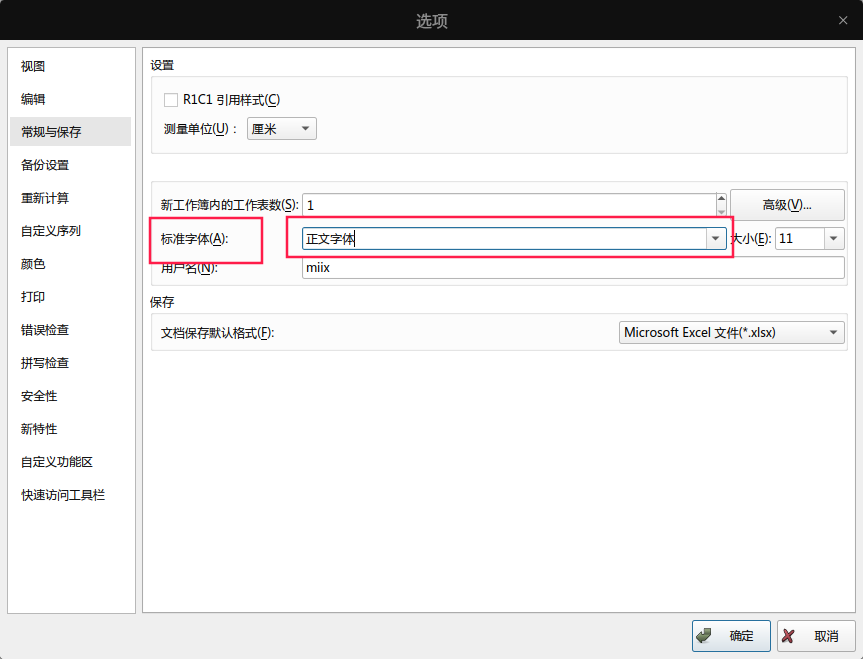 选项
视图
编辑
常规与保存
备份设置
重新计算
自定义序列
颜色
打印
错误检查
拼写检查
安全性
新特性
自定义功能区
快速访问工具栏
设置
R1C1 引用样式(C)
测量单位(U)： 厘米
新工作簿内的工作表数(S): 1 高级(V)...
标准字体(A): 正文字体 大小(E): 11
用户名(N): miix
保存
文档保存默认格式(F): Microsoft Excel 文件(*.xlsx)
确定 取消